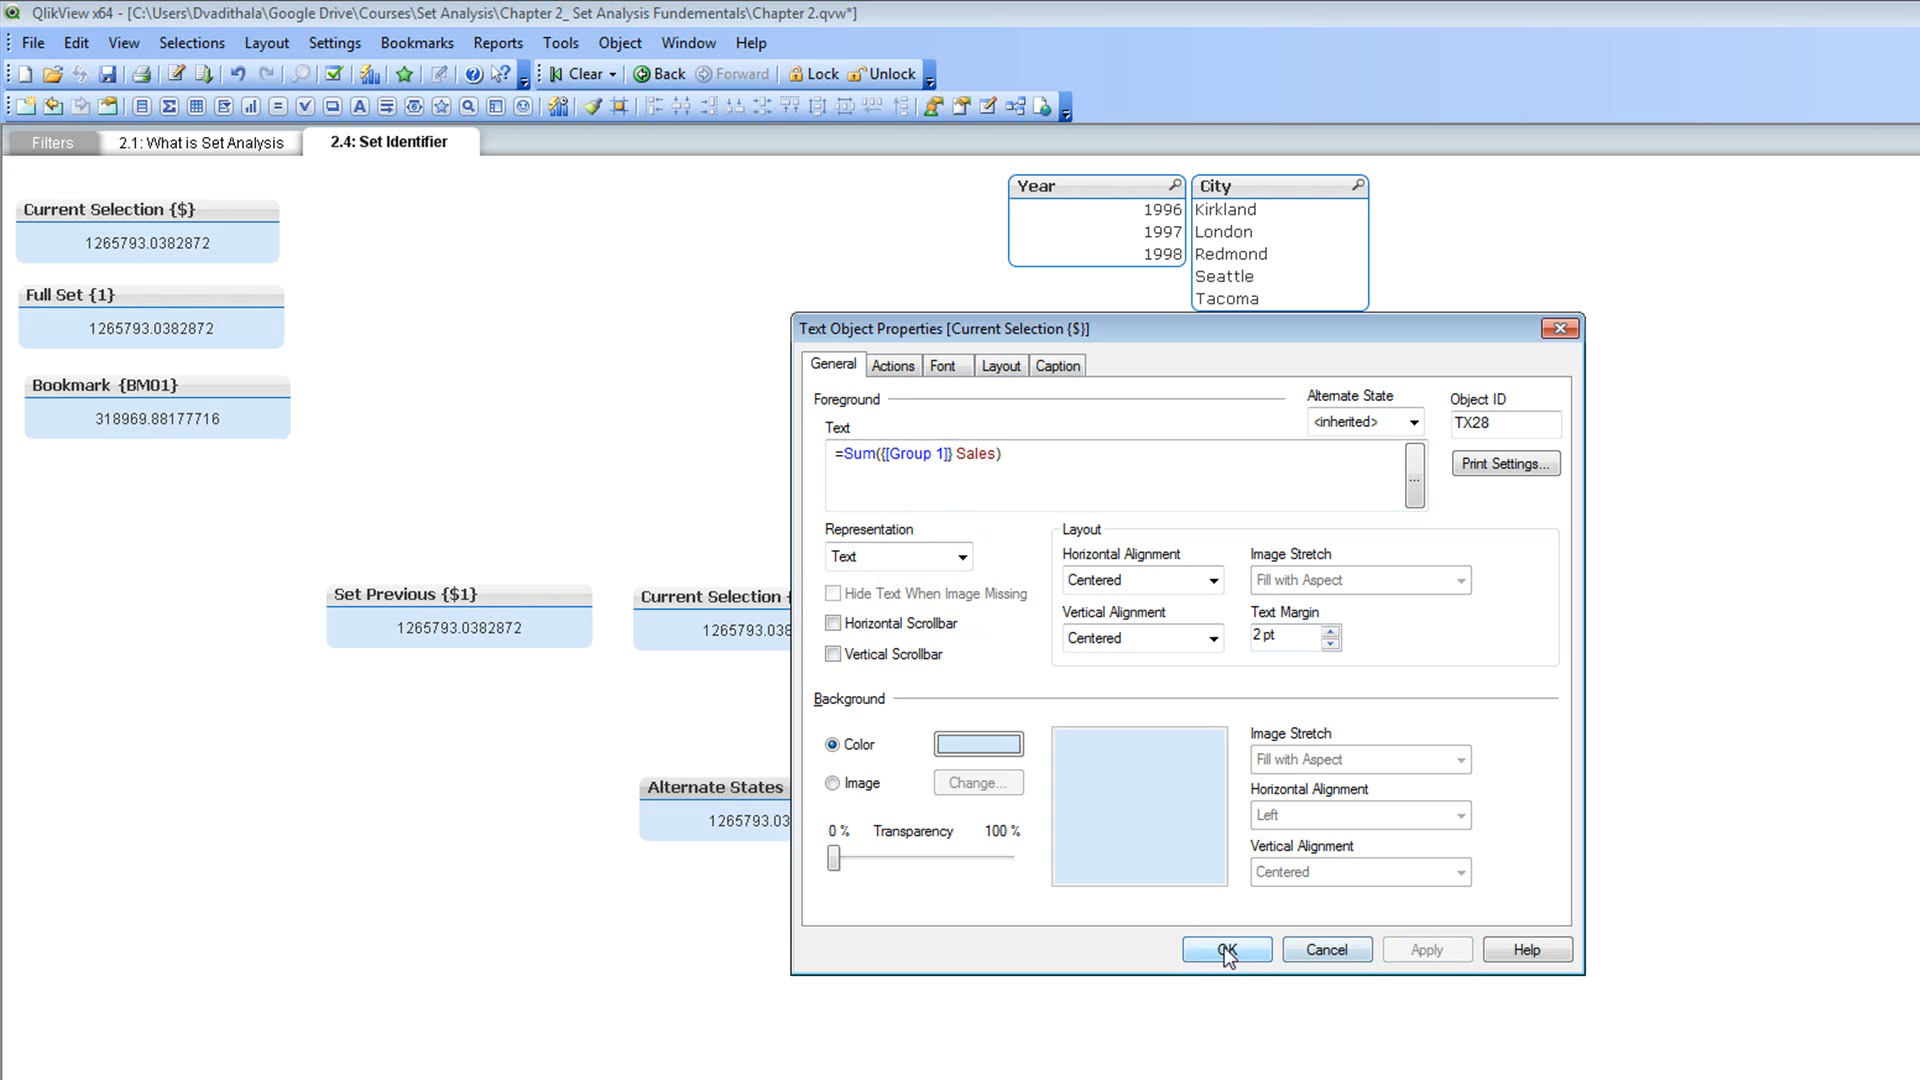 QlikView x64 - [C:\Users\Dvadithala\Google Drive\Courses\Set Analysis\Chapter 2_ Set Analysis Fundementals\Chapter 2.qvw*]
File Edit View Selections Layout Settings Bookmarks Reports Tools Object Window Help
Clear Back Forward Lock Unlock
Filters 2.1: What is Set Analysis 2.4: Set Identifier
Current Selection {$}
1265793.0382872
Full Set {1}
1265793.0382872
Bookmark {BM01}
318969.88177716
Set Previous {$1}
1265793.0382872
Current Selection {
1265793.038
Alternate States
1265793.03
Year
1996
1997
1998
City
Kirkland
London
Redmond
Seattle
Tacoma
Text Object Properties [Current Selection {$}]
General Actions Font Layout Caption
Foreground
Alternate State
<inherited>
Object ID
TX28
Text
=Sum({[Group 1]} Sales)
...
Print Settings...
Representation
Text
Hide Text When Image Missing
Horizontal Scrollbar
Vertical Scrollbar
Layout
Horizontal Alignment
Centered
Image Stretch
Fill with Aspect
Vertical Alignment
Centered
Text Margin
2 pt
Background
Color
Image
Change...
0 % Transparency 100 %
Image Stretch
Fill with Aspect
Horizontal Alignment
Left
Vertical Alignment
Centered
OK Cancel Apply Help